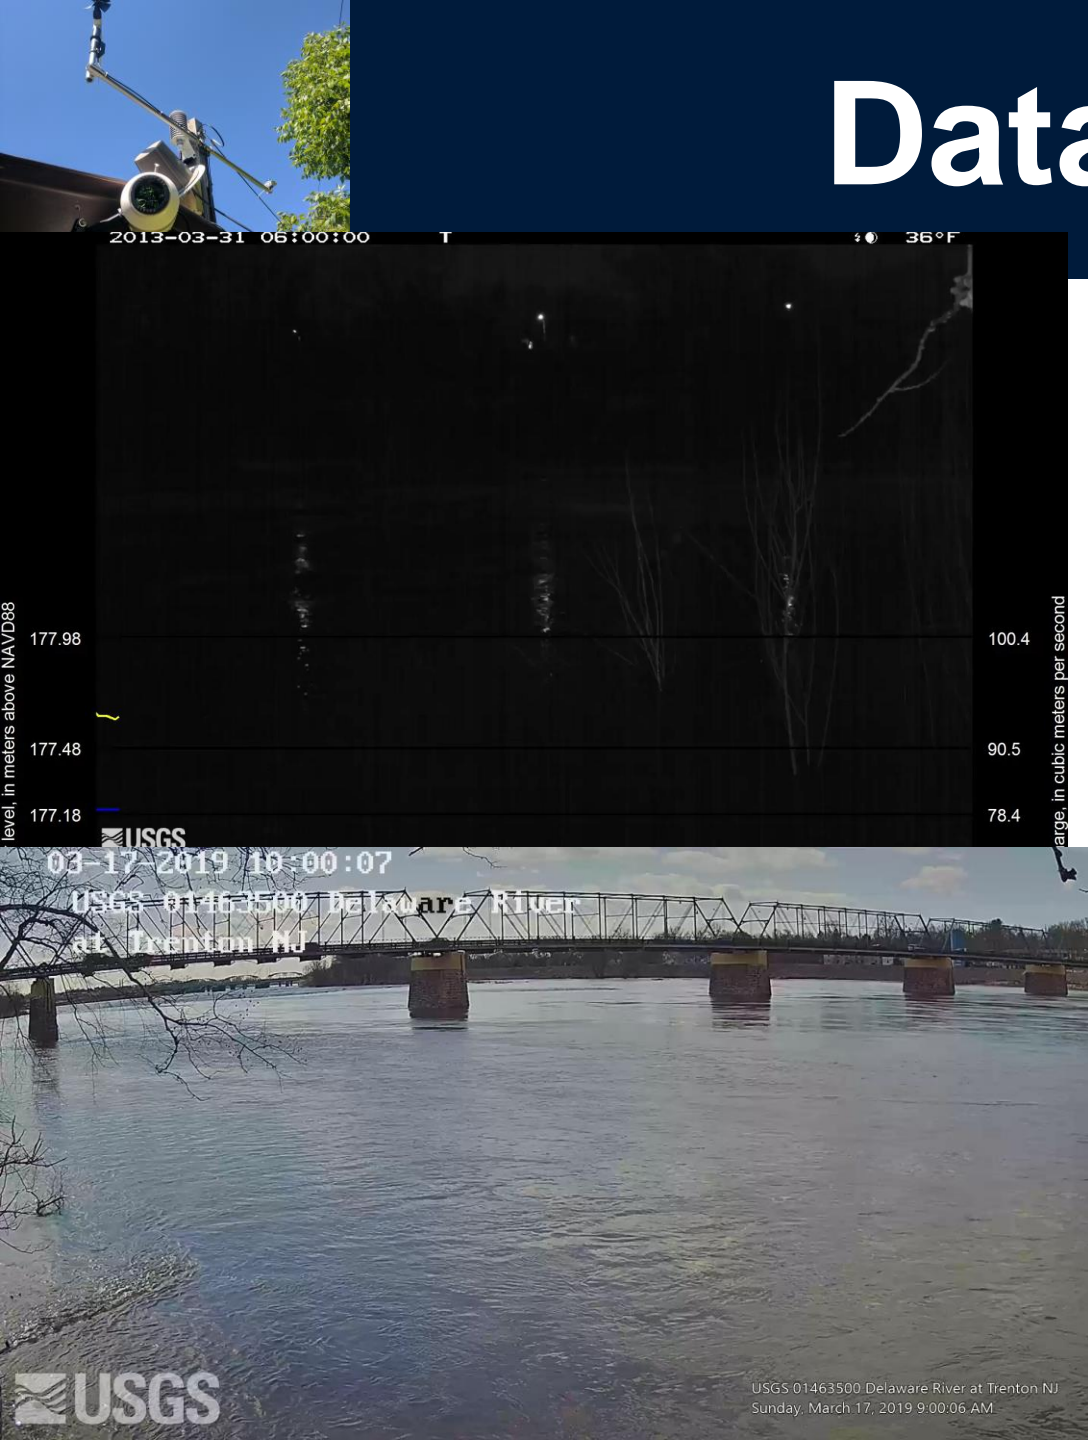 Data
2013-03-31 06:00:00 T 36°F
level, in meters above NAVD88
177.98
177.48
177.18
100.4
90.5
78.4
arge, in cubic meters per second
USGS
03-17-2019 10:00:07
USGS 01463500 Delaware River
at Trenton NJ
USGS
USGS 01463500 Delaware River at Trenton NJ
Sunday, March 17, 2019 9:00:06 AM